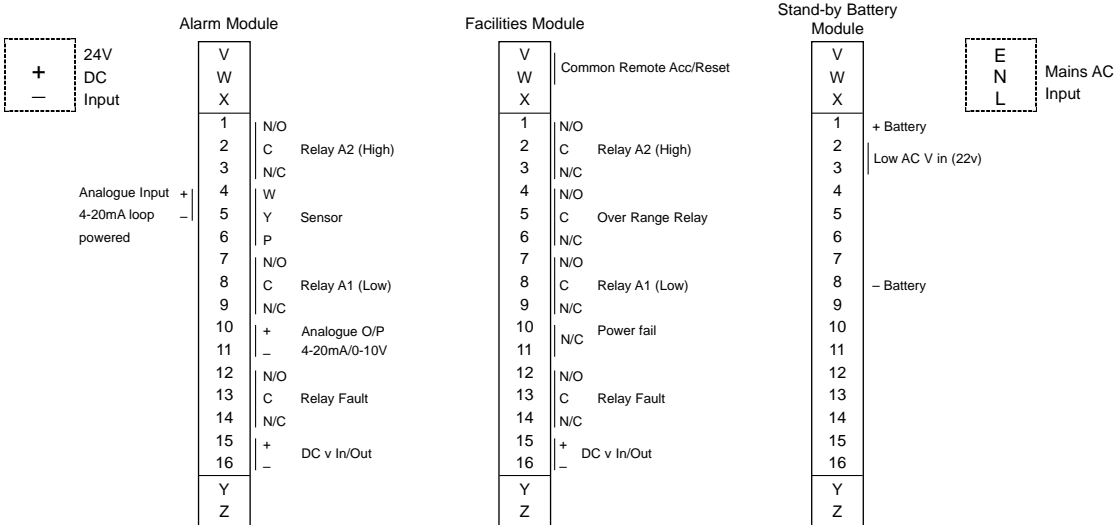 Alarm Module
Facilities Module
Stand-by Battery
Module
+
–
24V
DC
Input
V
W
X
1 N/O
2 C Relay A2 (High)
3 N/C
Analogue Input + 4 W
4-20mA loop – 5 Y Sensor
powered 6 P
7 N/O
8 C Relay A1 (Low)
9 N/C
10 + Analogue O/P
11 – 4-20mA/0-10V
12 N/O
13 C Relay Fault
14 N/C
15 +
DC v In/Out
16 –
Y
Z
V
W
X
Common Remote Acc/Reset
1 N/O
2 C Relay A2 (High)
3 N/C
4 N/O
5 C Over Range Relay
6 N/C
7 N/O
8 C Relay A1 (Low)
9 N/C
10 Power fail
N/C
11
12 N/O
13 C Relay Fault
14 N/C
15 +
DC v In/Out
16 –
Y
Z
V
W
X
1 + Battery
2
Low AC V in (22v)
3
4
5
6
7
8 – Battery
9
10
11
12
13
14
15
16
Y
Z
E
N
L
Mains AC
Input